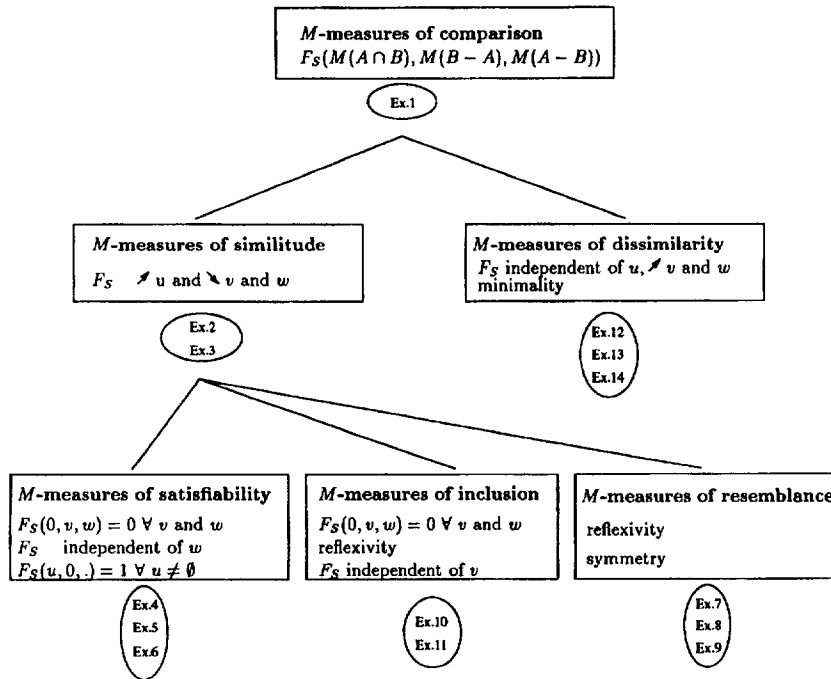 M-measures of comparison
F_S(M(A ∩ B), M(B − A), M(A − B))
Ex.1
M-measures of similitude
F_S ↗ u and ↘ v and w
Ex.2
Ex.3
M-measures of dissimilarity
F_S independent of u, ↗ v and w
minimality
Ex.12
Ex.13
Ex.14
M-measures of satisfiability
F_S(0, v, w) = 0 ∀ v and w
F_S independent of w
F_S(u, 0, .) = 1 ∀ u ≠ ∅
Ex.4
Ex.5
Ex.6
M-measures of inclusion
F_S(0, v, w) = 0 ∀ v and w
reflexivity
F_S independent of v
Ex.10
Ex.11
M-measures of resemblance
reflexivity
symmetry
Ex.7
Ex.8
Ex.9